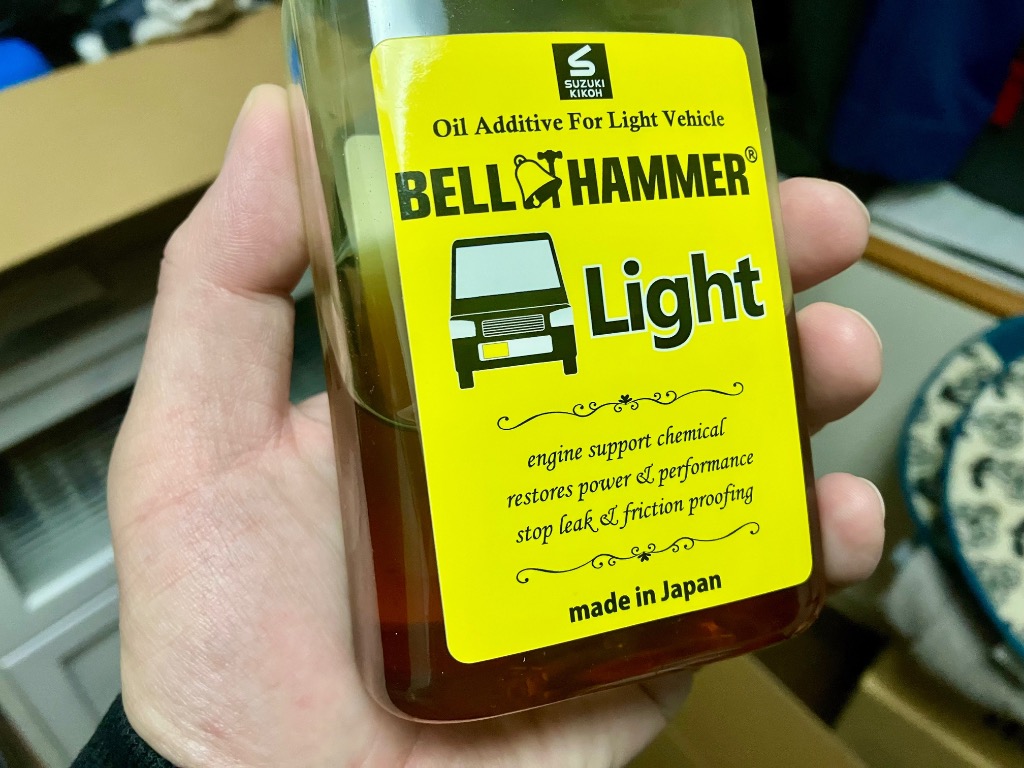 SUZUKI
KIKOH
Oil Additive For Light Vehicle
BELL HAMMER®
Light
engine support chemical
restores power & performance
stop leak & friction proofing
made in Japan